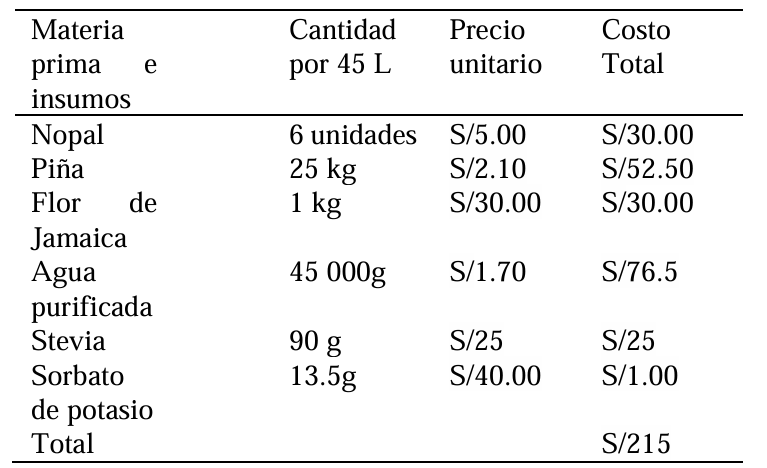 Materia Cantidad Precio Costo
prima e por 45 L unitario Total
insumos
Nopal 6 unidades S/5.00 S/30.00
Piña 25 kg S/2.10 S/52.50
Flor de 1 kg S/30.00 S/30.00
Jamaica
Agua 45 000g S/1.70 S/76.5
purificada
Stevia 90 g S/25 S/25
Sorbato 13.5g S/40.00 S/1.00
de potasio
Total S/215